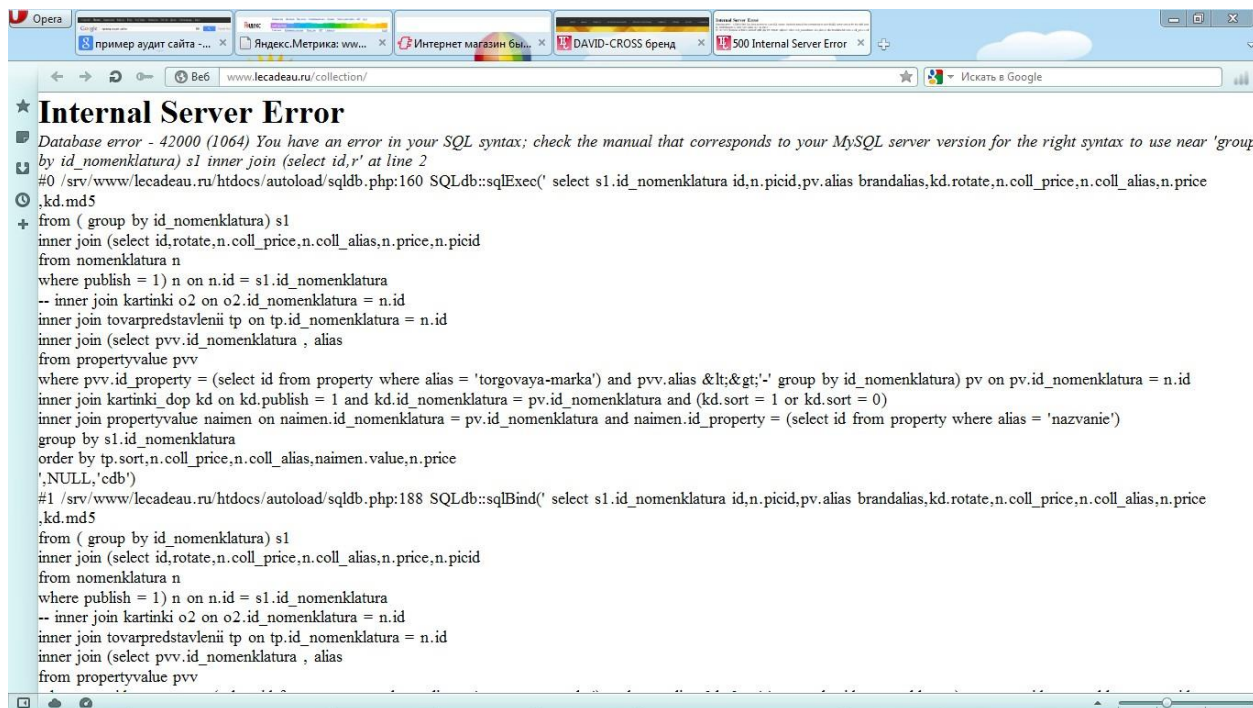 Opera
пример аудит сайта -...
Яндекс.Метрика: ww...
Интернет магазин бы...
DAVID-CROSS бренд
500 Internal Server Error
Веб
www.lecadeau.ru/collection/
Искать в Google
Internal Server Error
Database error - 42000 (1064) You have an error in your SQL syntax; check the manual that corresponds to your MySQL server version for the right syntax to use near 'group
by id_nomenklatura) s1 inner join (select id,r' at line 2
#0 /srv/www/lecadeau.ru/htdocs/autoload/sqldb.php:160 SQLdb::sqlExec(' select s1.id_nomenklatura id,n.picid,pv.alias brandalias,kd.rotate,n.coll_price,n.coll_alias,n.price
,kd.md5
from ( group by id_nomenklatura) s1
inner join (select id,rotate,n.coll_price,n.coll_alias,n.price,n.picid
from nomenklatura n
where publish = 1) n on n.id = s1.id_nomenklatura
-- inner join kartinki o2 on o2.id_nomenklatura = n.id
inner join tovarpredstavlenii tp on tp.id_nomenklatura = n.id
inner join (select pvv.id_nomenklatura , alias
from propertyvalue pvv
where pvv.id_property = (select id from property where alias = 'torgovaya-marka') and pvv.alias &lt;&gt;'-' group by id_nomenklatura) pv on pv.id_nomenklatura = n.id
inner join kartinki_dop kd on kd.publish = 1 and kd.id_nomenklatura = pv.id_nomenklatura and (kd.sort = 1 or kd.sort = 0)
inner join propertyvalue naimen on naimen.id_nomenklatura = pv.id_nomenklatura and naimen.id_property = (select id from property where alias = 'nazvanie')
group by s1.id_nomenklatura
order by tp.sort,n.coll_price,n.coll_alias,naimen.value,n.price
',NULL,'cdb')
#1 /srv/www/lecadeau.ru/htdocs/autoload/sqldb.php:188 SQLdb::sqlBind(' select s1.id_nomenklatura id,n.picid,pv.alias brandalias,kd.rotate,n.coll_price,n.coll_alias,n.price
,kd.md5
from ( group by id_nomenklatura) s1
inner join (select id,rotate,n.coll_price,n.coll_alias,n.price,n.picid
from nomenklatura n
where publish = 1) n on n.id = s1.id_nomenklatura
-- inner join kartinki o2 on o2.id_nomenklatura = n.id
inner join tovarpredstavlenii tp on tp.id_nomenklatura = n.id
inner join (select pvv.id_nomenklatura , alias
from propertyvalue pvv